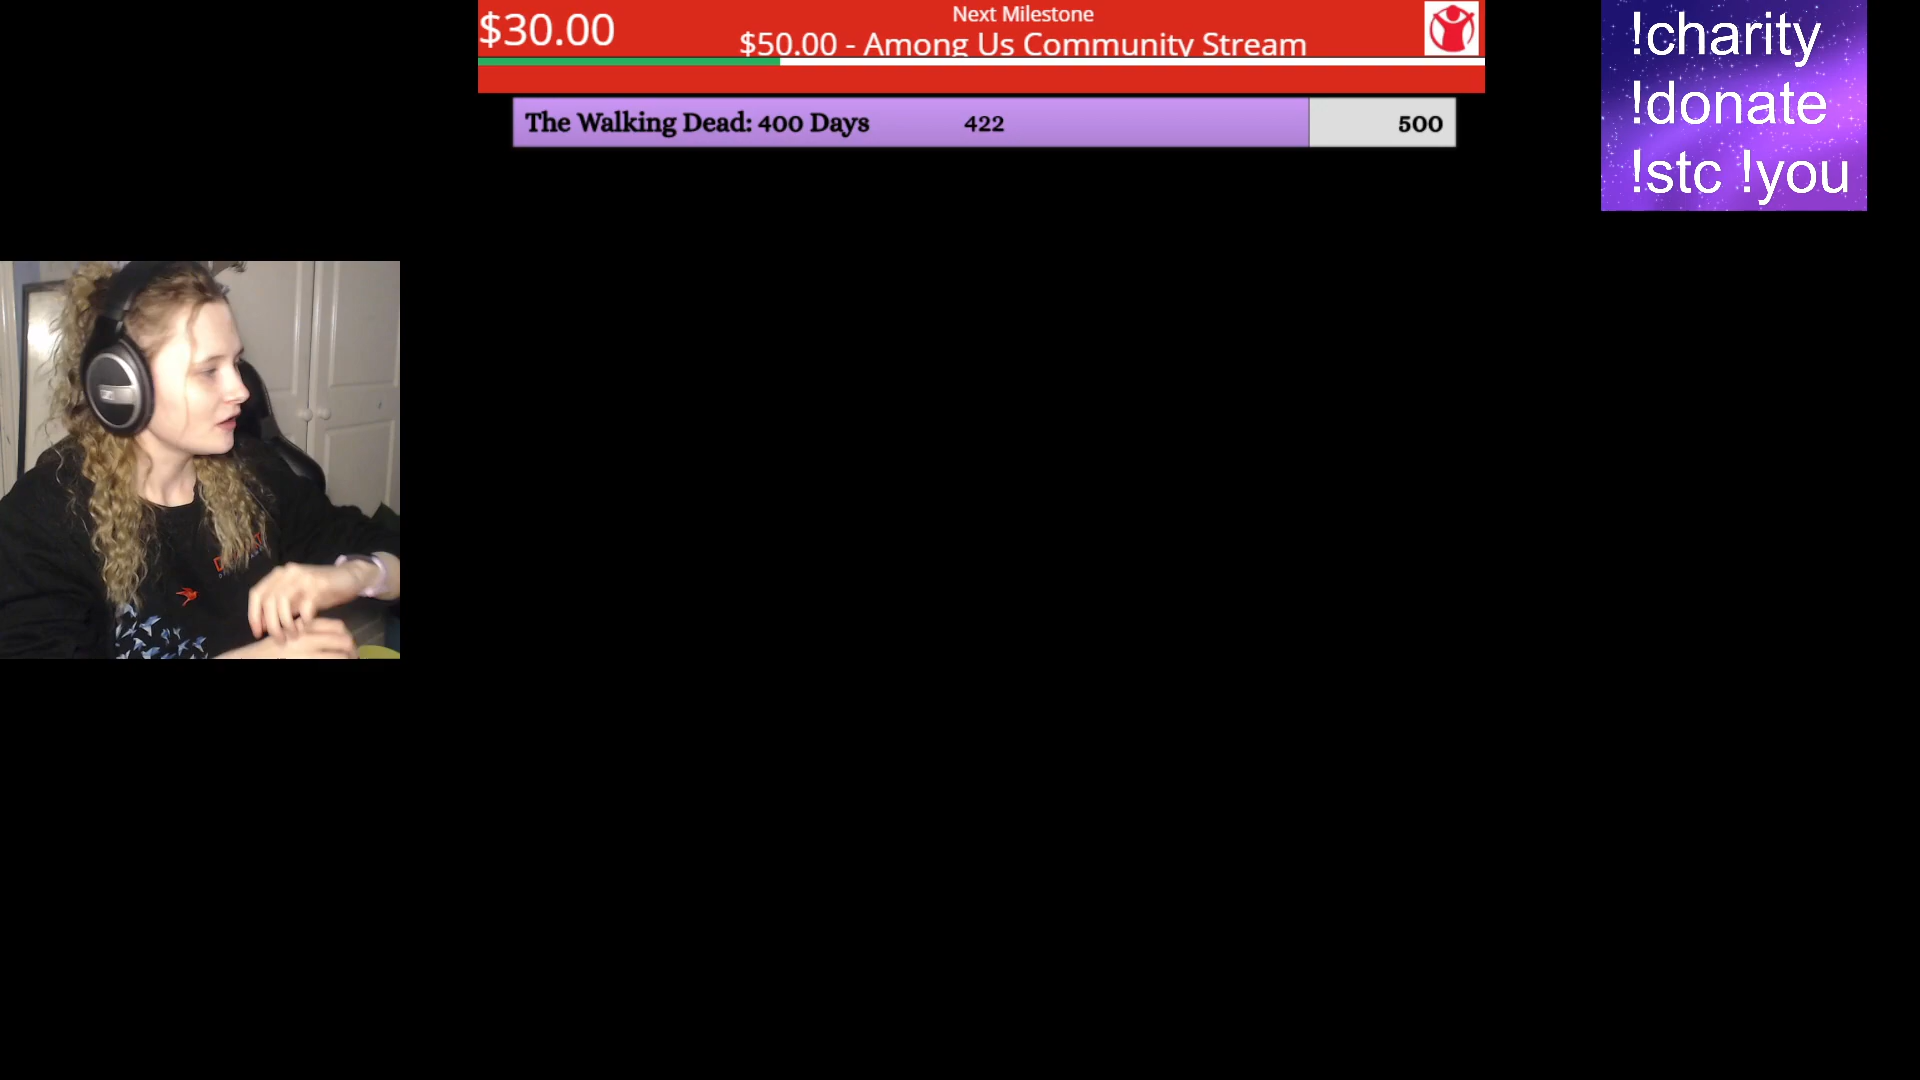 $30.00
Next Milestone
$50.00 - Among Us Community Stream
The Walking Dead: 400 Days 422 500
!charity
!donate
!stc !you